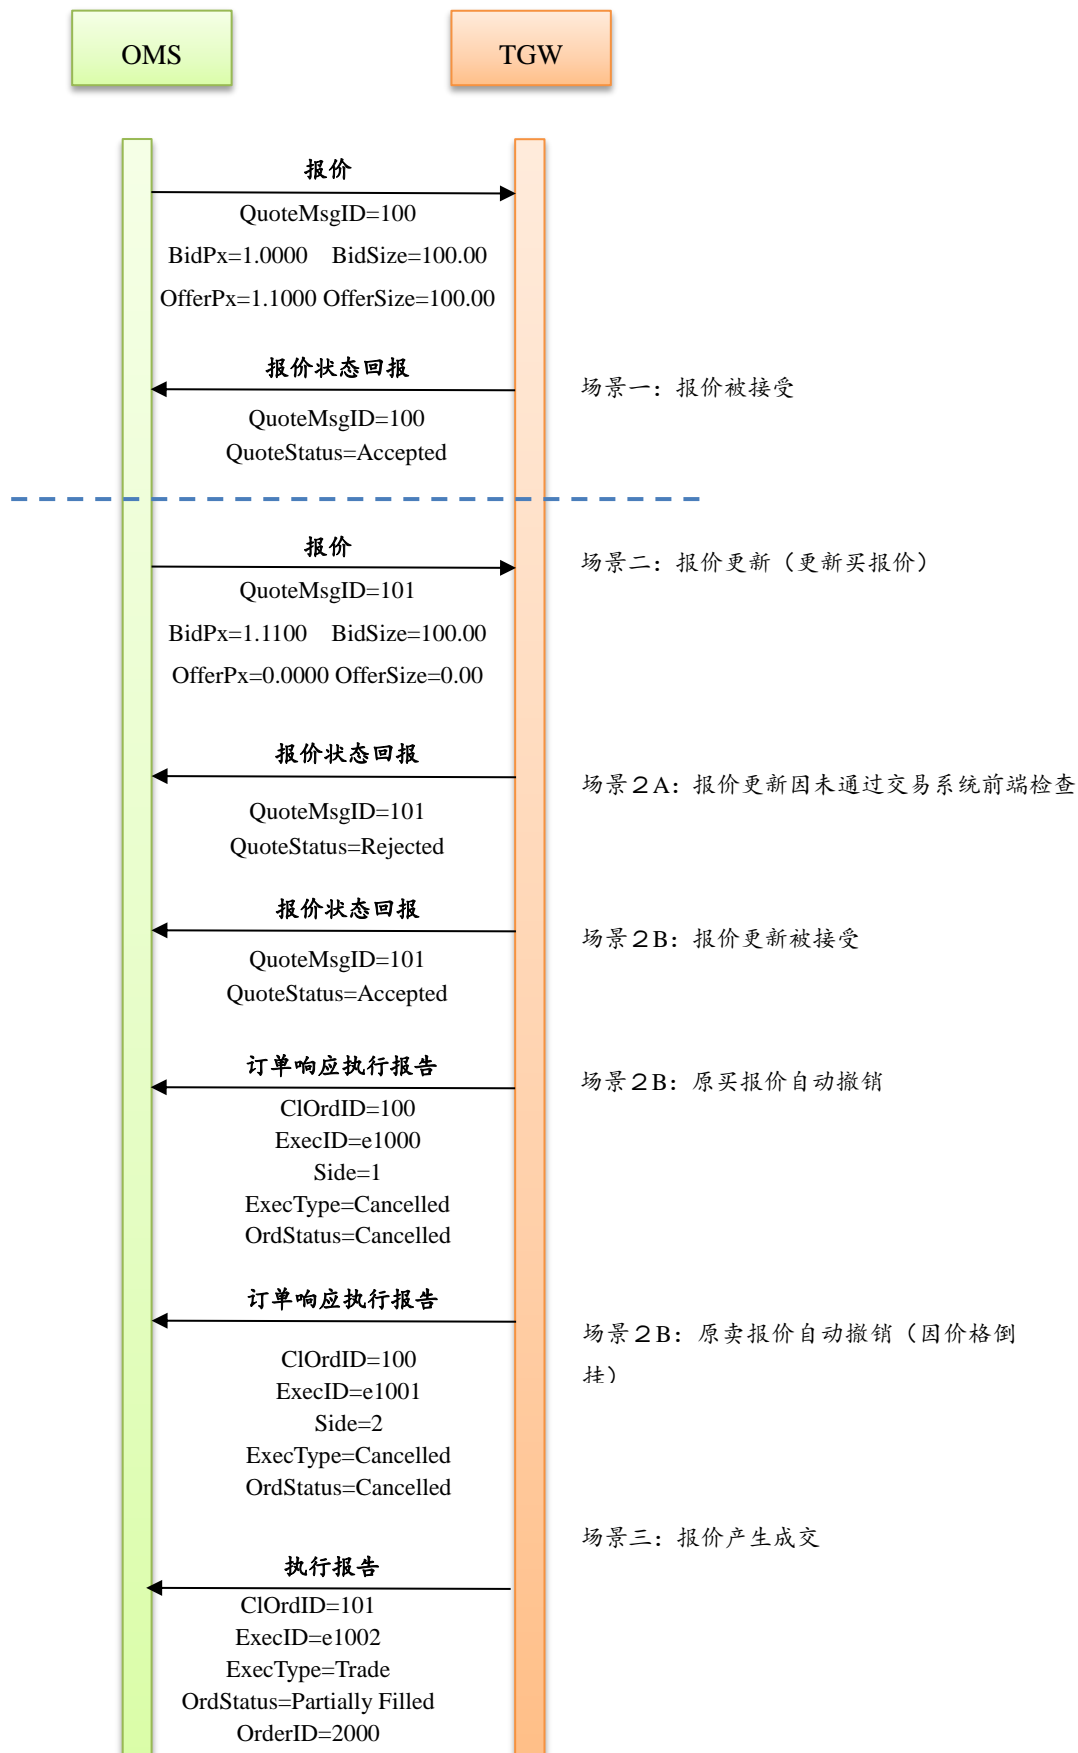 OMS
TGW
报价
QuoteMsgID=100
BidPx=1.0000 BidSize=100.00
OfferPx=1.1000 OfferSize=100.00
报价状态回报
场景一：报价被接受
QuoteMsgID=100
QuoteStatus=Accepted
报价
场景二：报价更新（更新买报价）
QuoteMsgID=101
BidPx=1.1100 BidSize=100.00
OfferPx=0.0000 OfferSize=0.00
报价状态回报
场景２A：报价更新因未通过交易系统前端检查
QuoteMsgID=101
QuoteStatus=Rejected
报价状态回报
场景２B：报价更新被接受
QuoteMsgID=101
QuoteStatus=Accepted
订单响应执行报告
场景２B：原买报价自动撤销
ClOrdID=100
ExecID=e1000
Side=1
ExecType=Cancelled
OrdStatus=Cancelled
订单响应执行报告
场景２B：原卖报价自动撤销（因价格倒
挂）
ClOrdID=100
ExecID=e1001
Side=2
ExecType=Cancelled
OrdStatus=Cancelled
场景三：报价产生成交
执行报告
ClOrdID=101
ExecID=e1002
ExecType=Trade
OrdStatus=Partially Filled
OrderID=2000